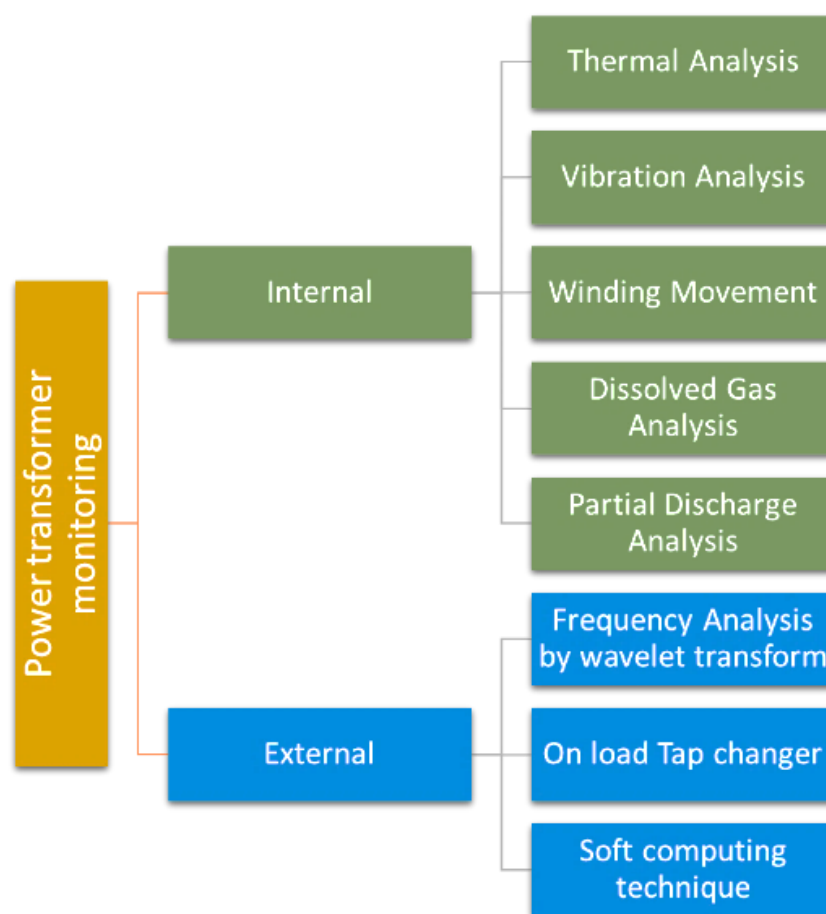 Power transformer
monitoring
Internal
Thermal Analysis
Vibration Analysis
Winding Movement
Dissolved Gas
Analysis
Partial Discharge
Analysis
External
Frequency Analysis
by wavelet transform
On load Tap changer
Soft computing
technique